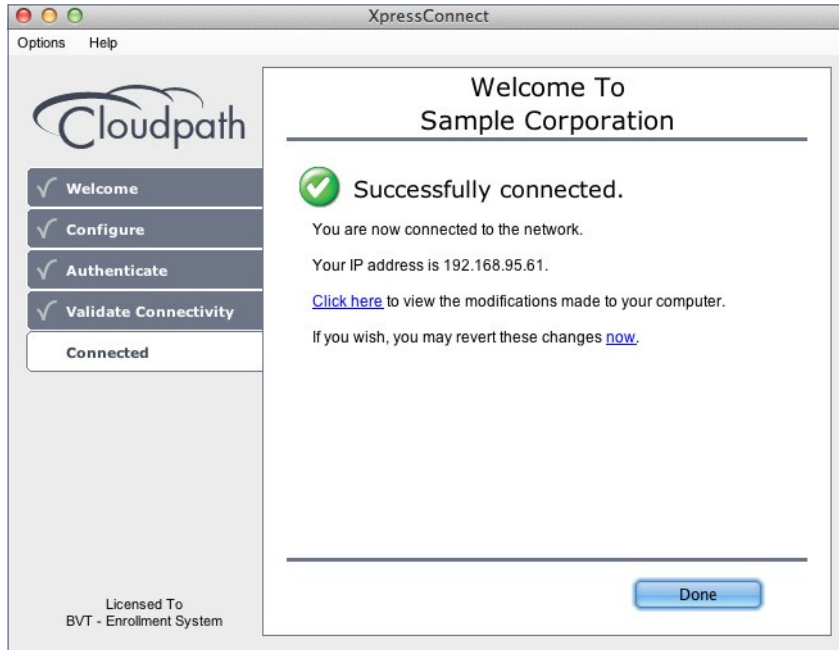 XpressConnect
Options Help
Cloudpath
Welcome
Configure
Authenticate
Validate Connectivity
Connected
Licensed To
BVT - Enrollment System
Welcome To
Sample Corporation
Successfully connected.
You are now connected to the network.
Your IP address is 192.168.95.61.
Click here to view the modifications made to your computer.
If you wish, you may revert these changes now.
Done